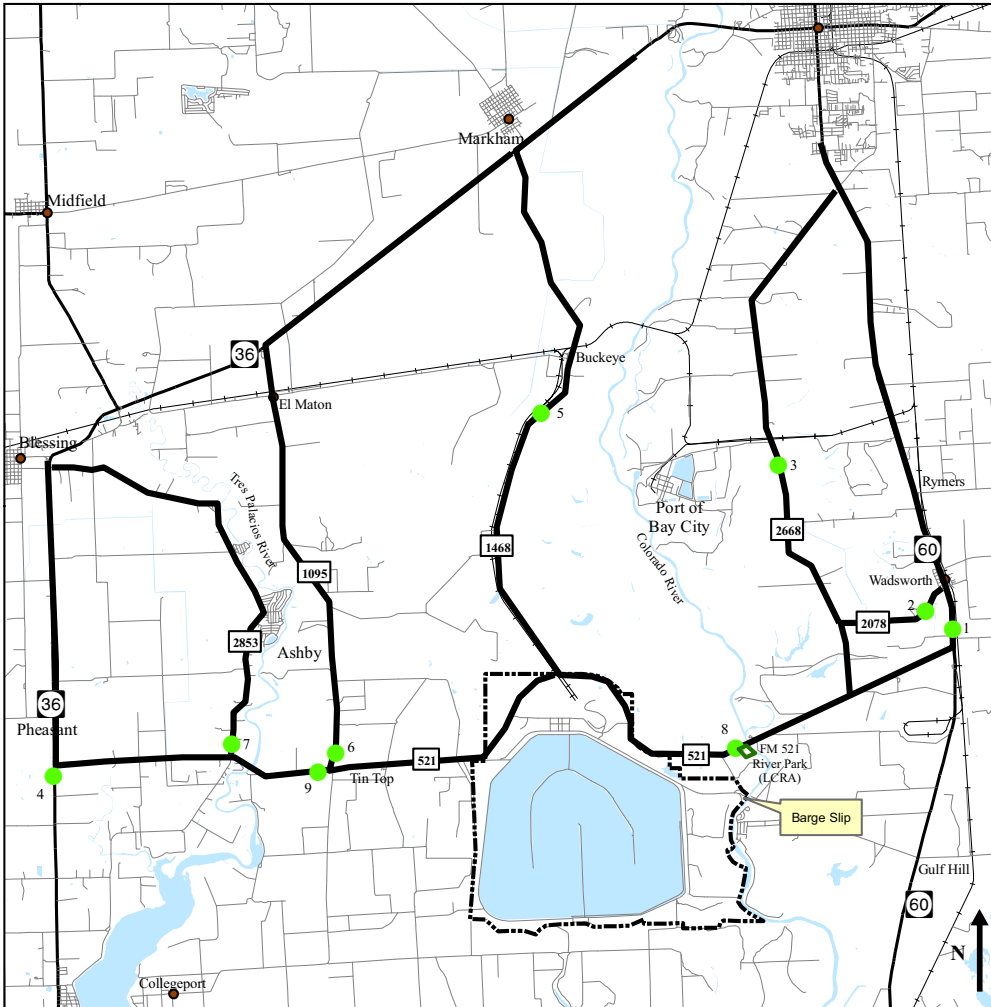 Markham
Midfield
36
Buckeye
El Maton
5
Blessing
3
Rymers
Tres Palacios River
Port of
Bay City
2668
60
1468
Colorado River
1095
Wadsworth
2
2078
1
2853
Ashby
36
Pheasant
7
6
8
521
FM 521
River Park
(LCRA)
521
4
9
Tin Top
Barge Slip
Gulf Hill
60
N
Collegeport